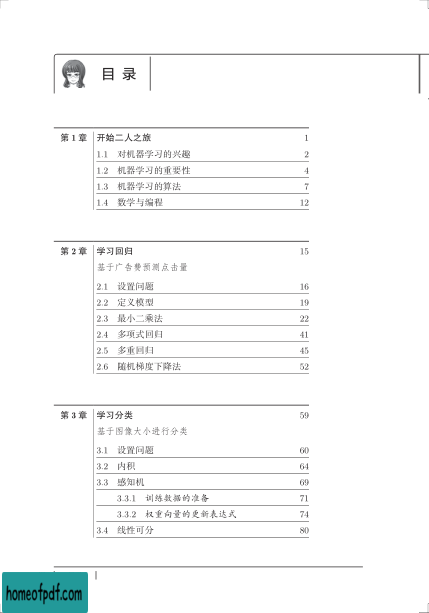 目录
第 1 章 开始二人之旅 1
1.1 对机器学习的兴趣 2
1.2 机器学习的重要性 4
1.3 机器学习的算法 7
1.4 数学与编程 12
第 2 章 学习回归 15
基于广告费预测点击量
2.1 设置问题 16
2.2 定义模型 19
2.3 最小二乘法 22
2.4 多项式回归 41
2.5 多重回归 45
2.6 随机梯度下降法 52
第 3 章 学习分类 59
基于图像大小进行分类
3.1 设置问题 60
3.2 内积 64
3.3 感知机 69
3.3.1 训练数据的准备 71
3.3.2 权重向量的更新表达式 74
3.4 线性可分 80
homeofpdf.com